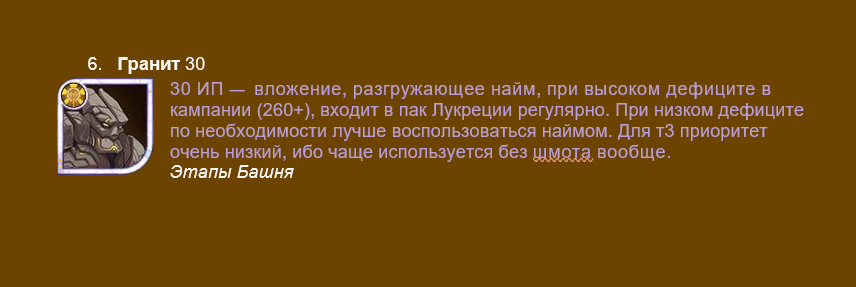 6. Гранит 30
30 ИП — вложение, разгружающее найм, при высоком дефиците в
кампании (260+), входит в пак Лукреции регулярно. При низком дефиците
по необходимости лучше воспользоваться наймом. Для т3 приоритет
очень низкий, ибо чаще используется без шмота вообще.
Этапы Башня